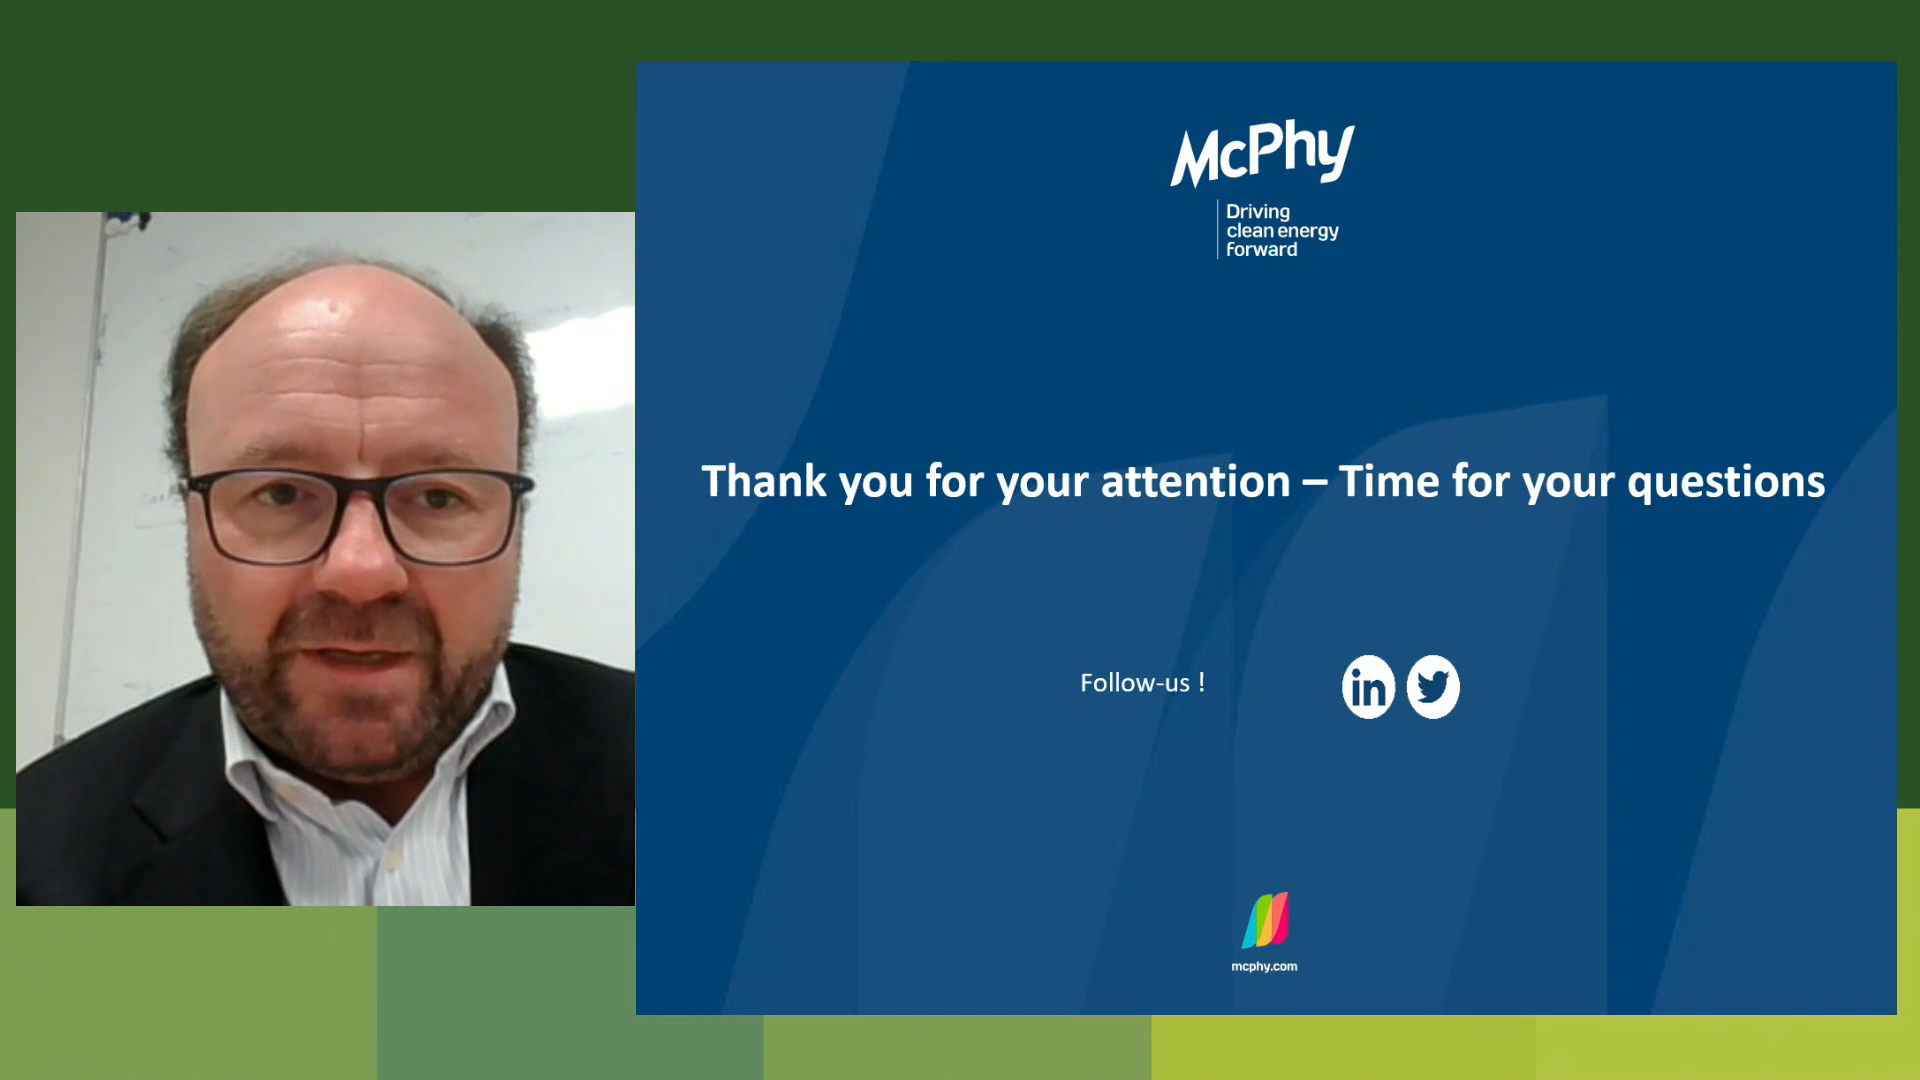 McPhy
Driving
clean energy
forward
Thank you for your attention – Time for your questions
Follow-us !
in
mcphy.com